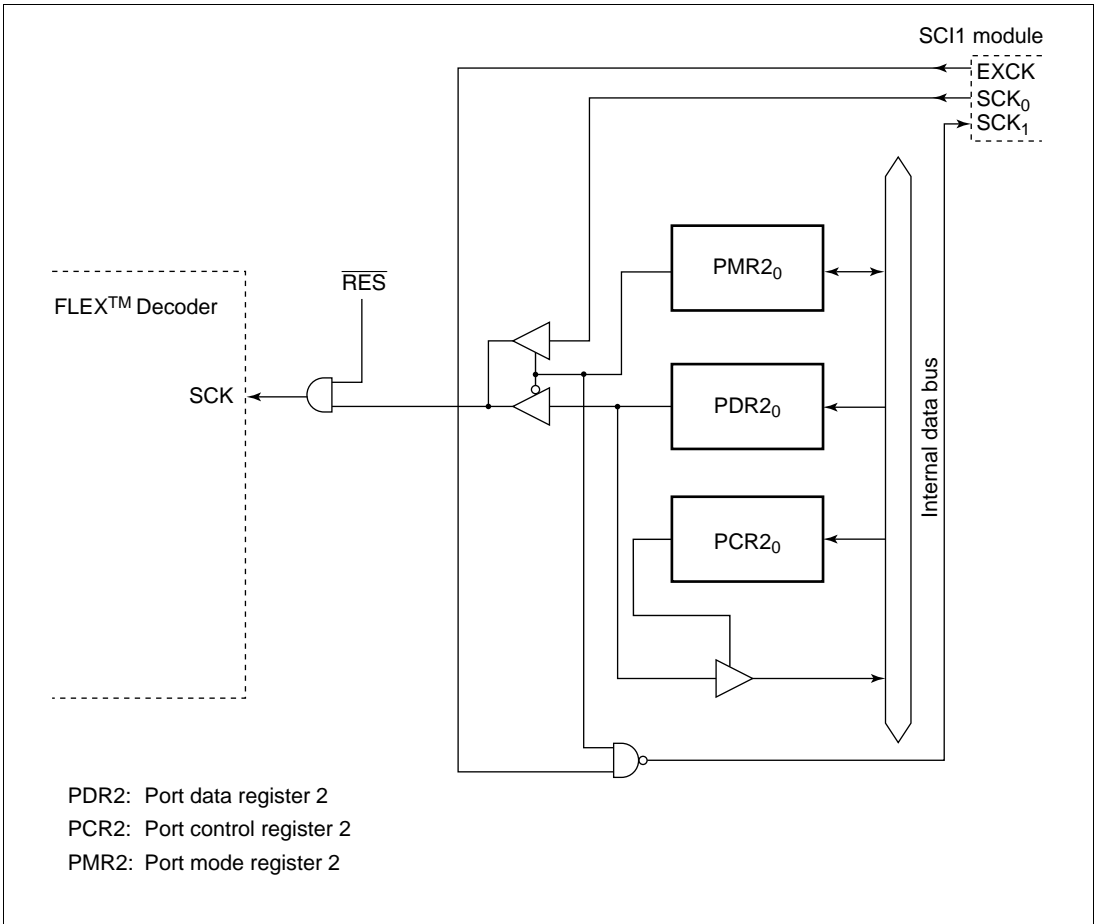 SCI1 module
EXCK
SCK0
SCK1
PMR20
RES
FLEXTM Decoder
SCK
PDR20
Internal data bus
PCR20
PDR2: Port data register 2
PCR2: Port control register 2
PMR2: Port mode register 2